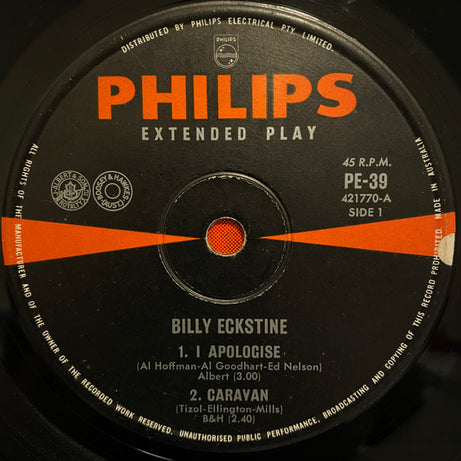 DISTRIBUTED BY PHILIPS ELECTRICAL PTY. LIMITED.
PHILIPS
PHILIPS
EXTENDED PLAY
45 R.P.M.
PE-39
421770-A
SIDE 1
ALBERT & SON
(AUST)
BILLY ECKSTINE
1. I APOLOGISE
(Al Hoffman-Al Goodhart-Ed Nelson)
Albert (3.00)
2. CARAVAN
(Tizol-Ellington-Mills)
B&H (2.40)
ALL RIGHTS OF THE MANUFACTURER AND OF THE OWNER OF THE RECORDED WORK RESERVED. UNAUTHORISED PUBLIC PERFORMANCE, BROADCASTING AND COPYING OF THIS RECORD PROHIBITED. MADE IN AUSTRALIA